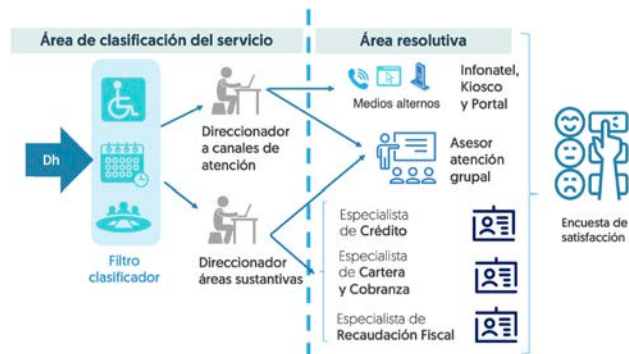 Área de clasificación del servicio
Área resolutiva
Dh
Filtro
clasificador
Direccionador
a canales de
atención
Direccionador
áreas sustantivas
Medios alternos
Infonatel,
Kiosco
y Portal
Asesor
atención
grupal
Especialista
de Crédito
Especialista
de Cartera
y Cobranza
Especialista de
Recaudación Fiscal
Encuesta de
satisfacción